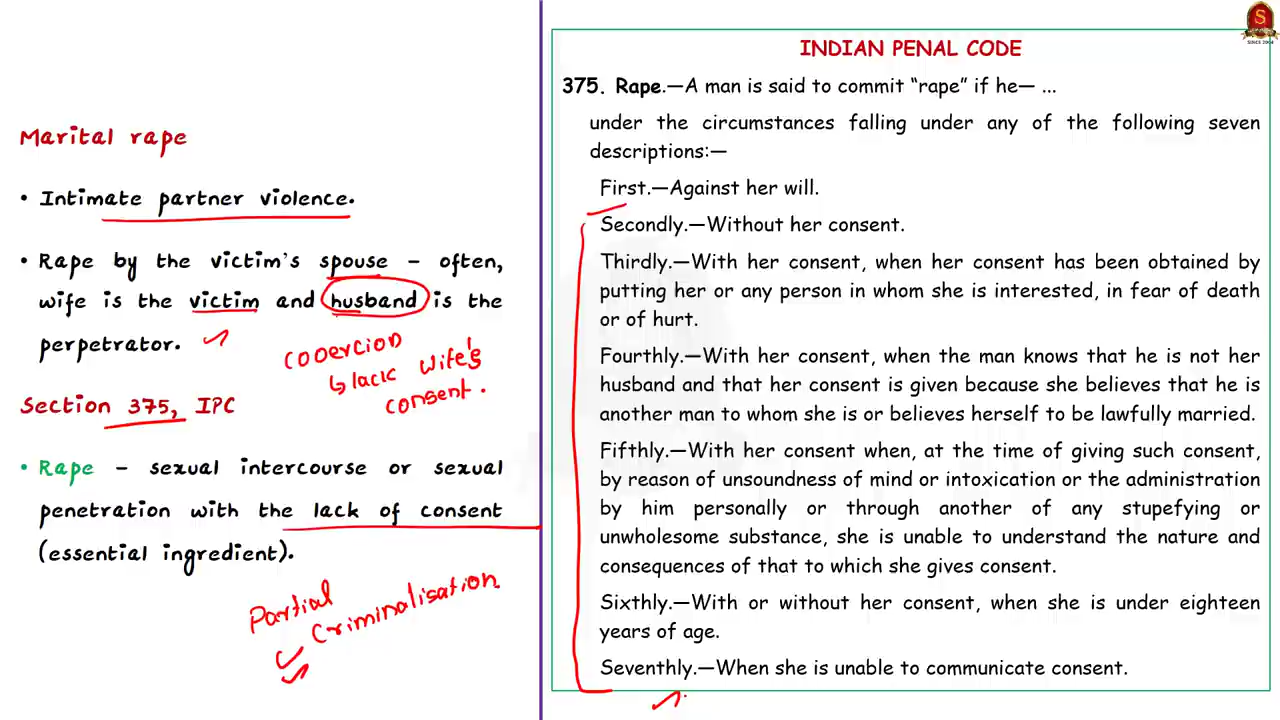 Marital rape
• Intimate partner violence.
• Rape by the victim's spouse – often,
wife is the victim and husband is the
perpetrator.
cooercion
↳ lack wife's
consent.
Section 375, IPC
• Rape – sexual intercourse or sexual
penetration with the lack of consent
(essential ingredient).
Partial
Criminalisation
S
SINCE 2004
INDIAN PENAL CODE
375. Rape.—A man is said to commit “rape” if he— ...
under the circumstances falling under any of the following seven
descriptions:—
First.—Against her will.
Secondly.—Without her consent.
Thirdly.—With her consent, when her consent has been obtained by
putting her or any person in whom she is interested, in fear of death
or of hurt.
Fourthly.—With her consent, when the man knows that he is not her
husband and that her consent is given because she believes that he is
another man to whom she is or believes herself to be lawfully married.
Fifthly.—With her consent when, at the time of giving such consent,
by reason of unsoundness of mind or intoxication or the administration
by him personally or through another of any stupefying or
unwholesome substance, she is unable to understand the nature and
consequences of that to which she gives consent.
Sixthly.—With or without her consent, when she is under eighteen
years of age.
Seventhly.—When she is unable to communicate consent.